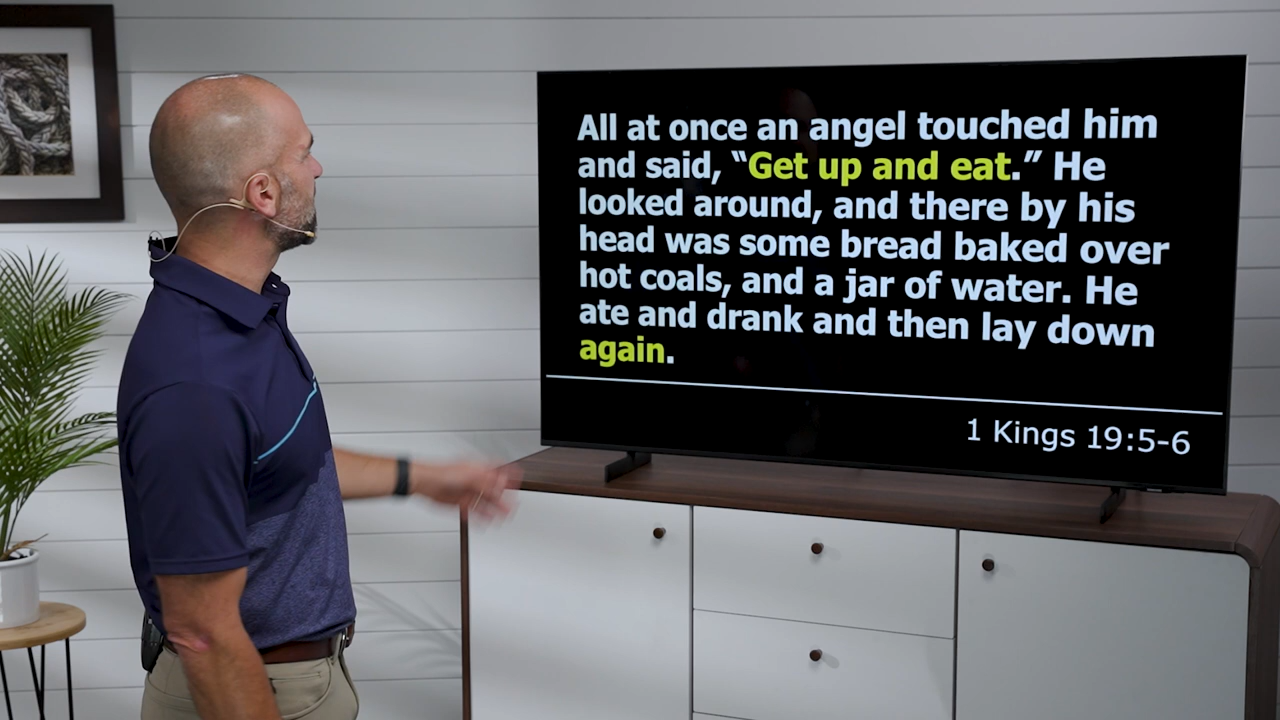 All at once an angel touched him
and said, “Get up and eat.” He
looked around, and there by his
head was some bread baked over
hot coals, and a jar of water. He
ate and drank and then lay down
again.
1 Kings 19:5-6